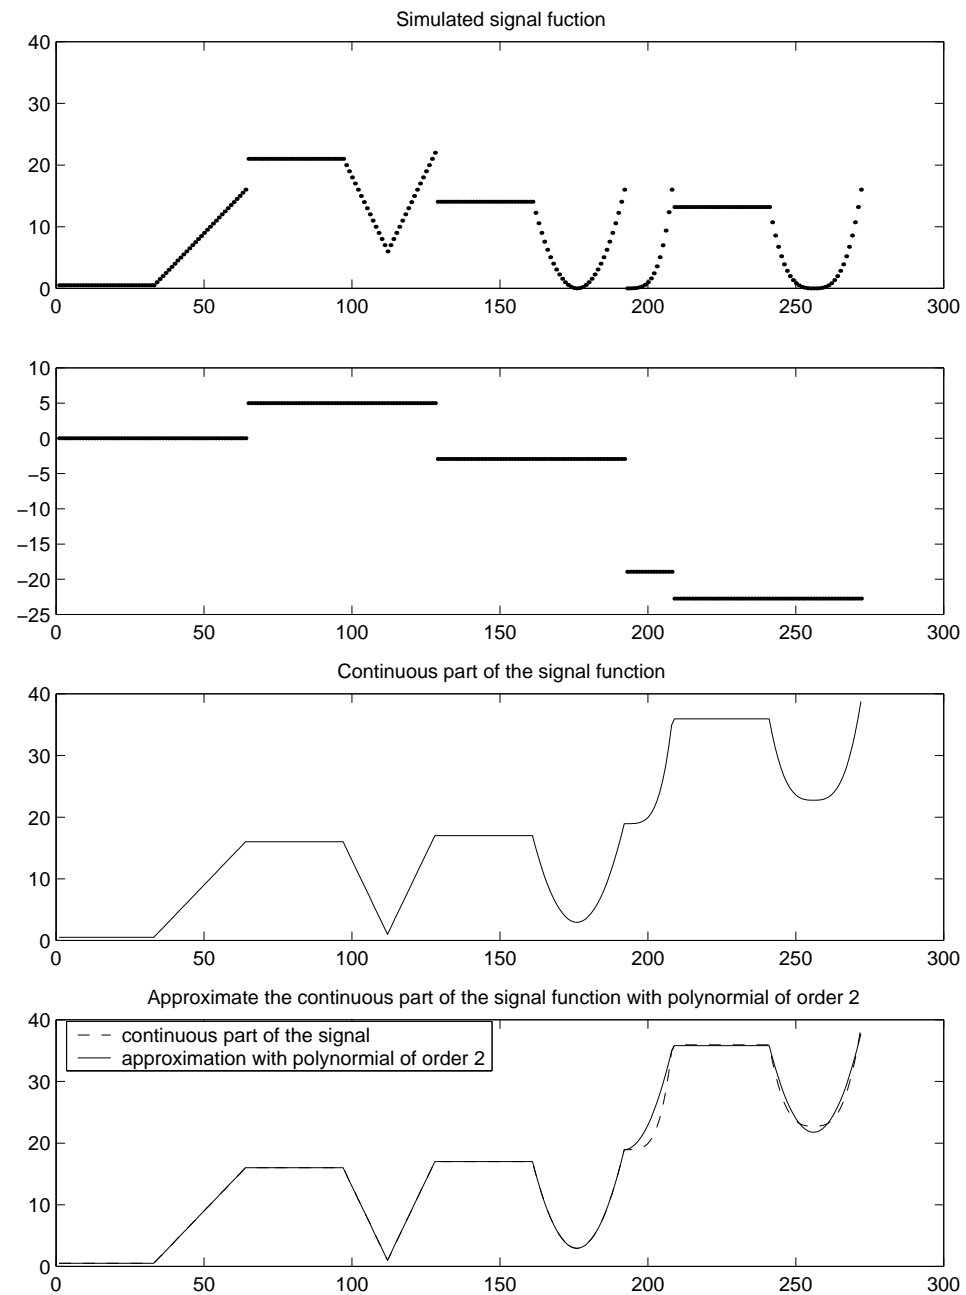 Simulated signal fuction
40
30
20
10
0
0 50 100 150 200 250 300
10
5
0
−5
−10
−15
−20
−25
0 50 100 150 200 250 300
Continuous part of the signal function
40
30
20
10
0
0 50 100 150 200 250 300
Approximate the continuous part of the signal function with polynormial of order 2
40
continuous part of the signal
approximation with polynormial of order 2
30
20
10
0
0 50 100 150 200 250 300